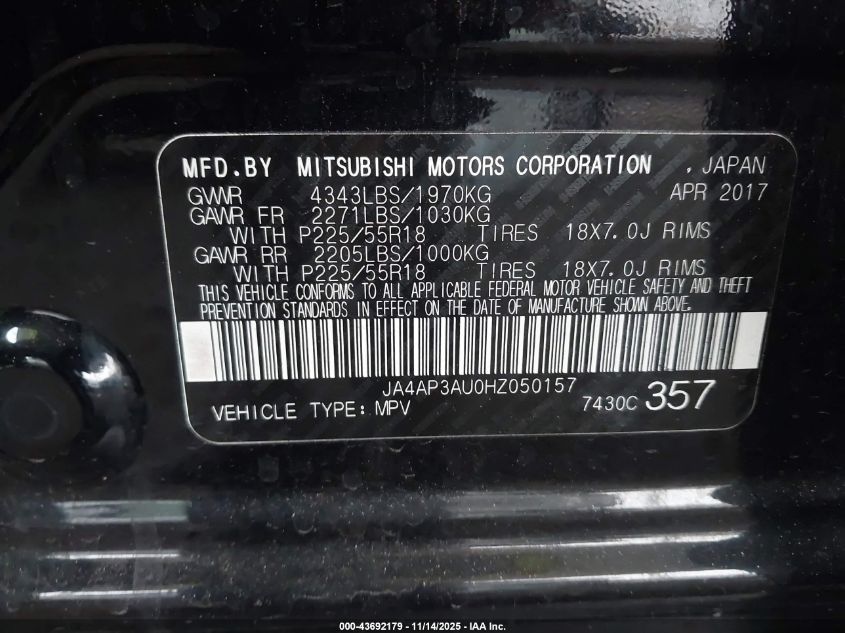 MFD.BY MITSUBISHI MOTORS CORPORATION , JAPAN
GVWR 4343LBS/1970KG APR 2017
GAWR FR 2271LBS/1030KG
WITH P225/55R18 TIRES 18X7.0J RIMS
GAWR RR 2205LBS/1000KG
WITH P225/55R18 TIRES 18X7.0J RIMS
THIS VEHICLE CONFORMS TO ALL APPLICABLE FEDERAL MOTOR VEHICLE SAFETY AND THEFT
PREVENTION STANDARDS IN EFFECT ON THE DATE OF MANUFACTURE SHOWN ABOVE.
JA4AP3AU0HZ050157
VEHICLE TYPE: MPV 7430C 357
000-43692179 - 11/14/2025 - IAA Inc.